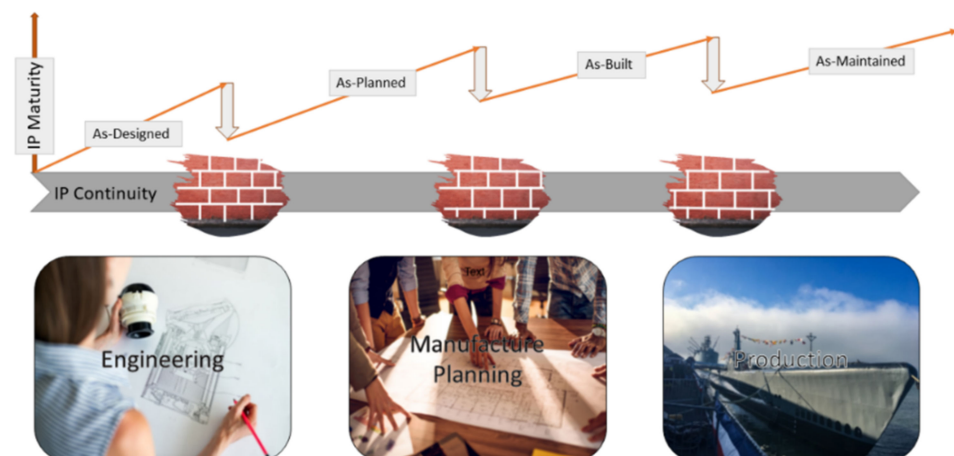 IP Maturity
As-Designed
As-Planned
As-Built
As-Maintained
IP Continuity
Engineering
Text
Manufacture
Planning
Production